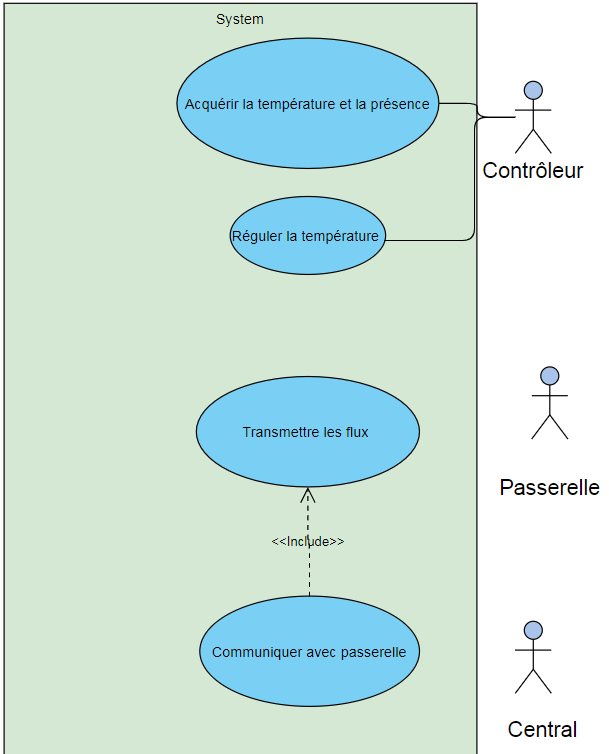 System
Acquérir la température et la présence
Contrôleur
Réguler la température
Transmettre les flux
Passerelle
<<Include>>
Communiquer avec passerelle
Central